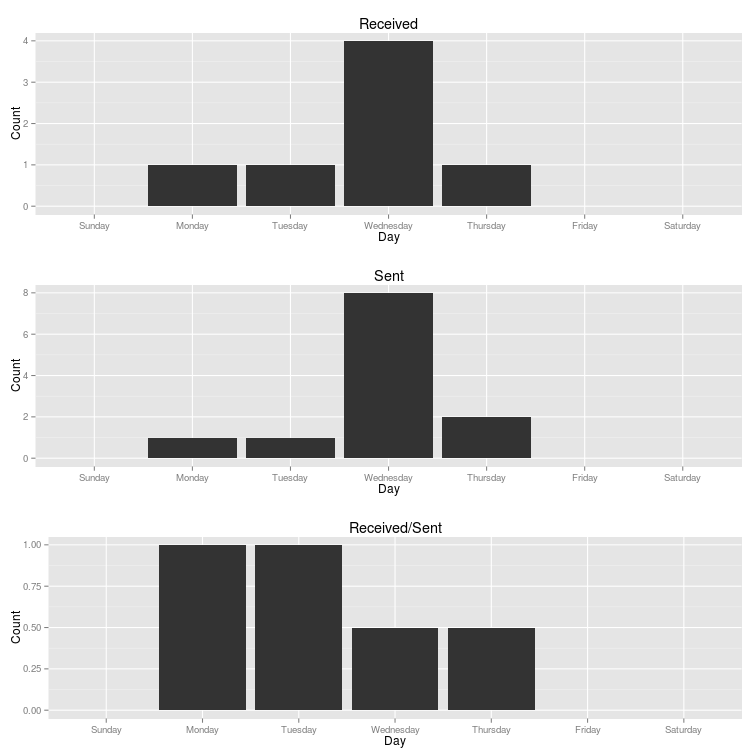 Received
4
3
2
1
0
Count
Sunday Monday Tuesday Wednesday Thursday Friday Saturday
Day
Sent
8
6
4
2
0
Count
Sunday Monday Tuesday Wednesday Thursday Friday Saturday
Day
Received/Sent
1.00
0.75
0.50
0.25
0.00
Count
Sunday Monday Tuesday Wednesday Thursday Friday Saturday
Day